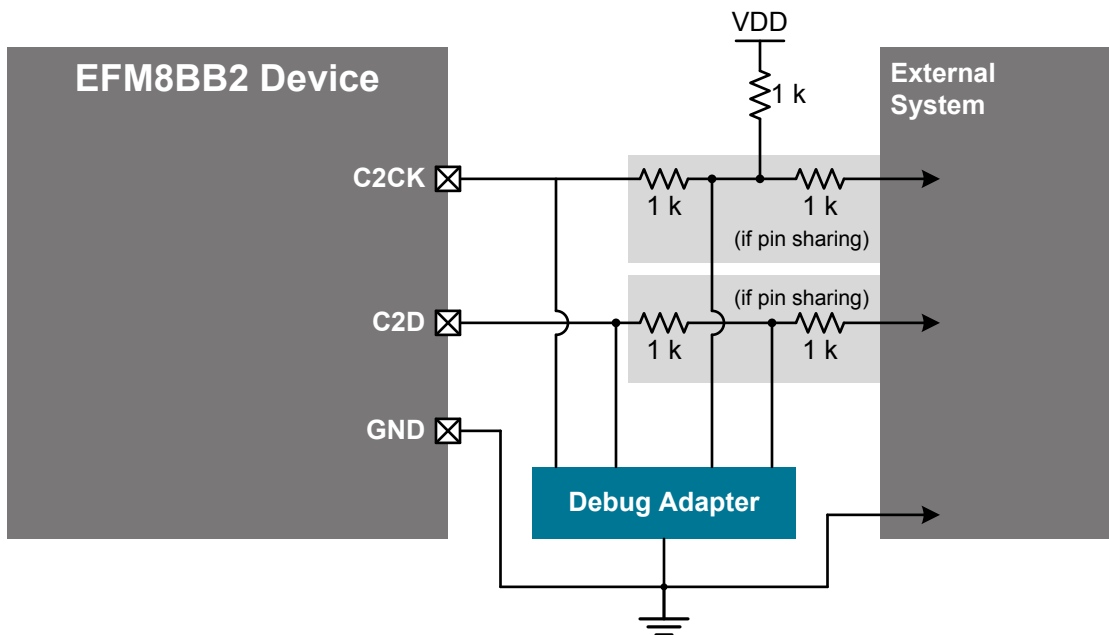 VDD
EFM8BB2 Device
External
System
1 k
C2CK
1 k
1 k
(if pin sharing)
(if pin sharing)
C2D
1 k
1 k
GND
Debug Adapter